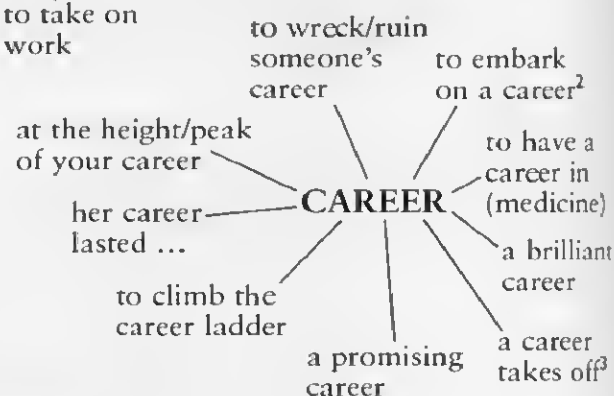 to take on
work
to wreck/ruin
someone's
career
to embark
on a career²
at the height/peak
of your career
to have a
career in
(medicine)
her career
lasted ...
CAREER
a brilliant
career
to climb the
career ladder
a promising
career
a career
takes off³